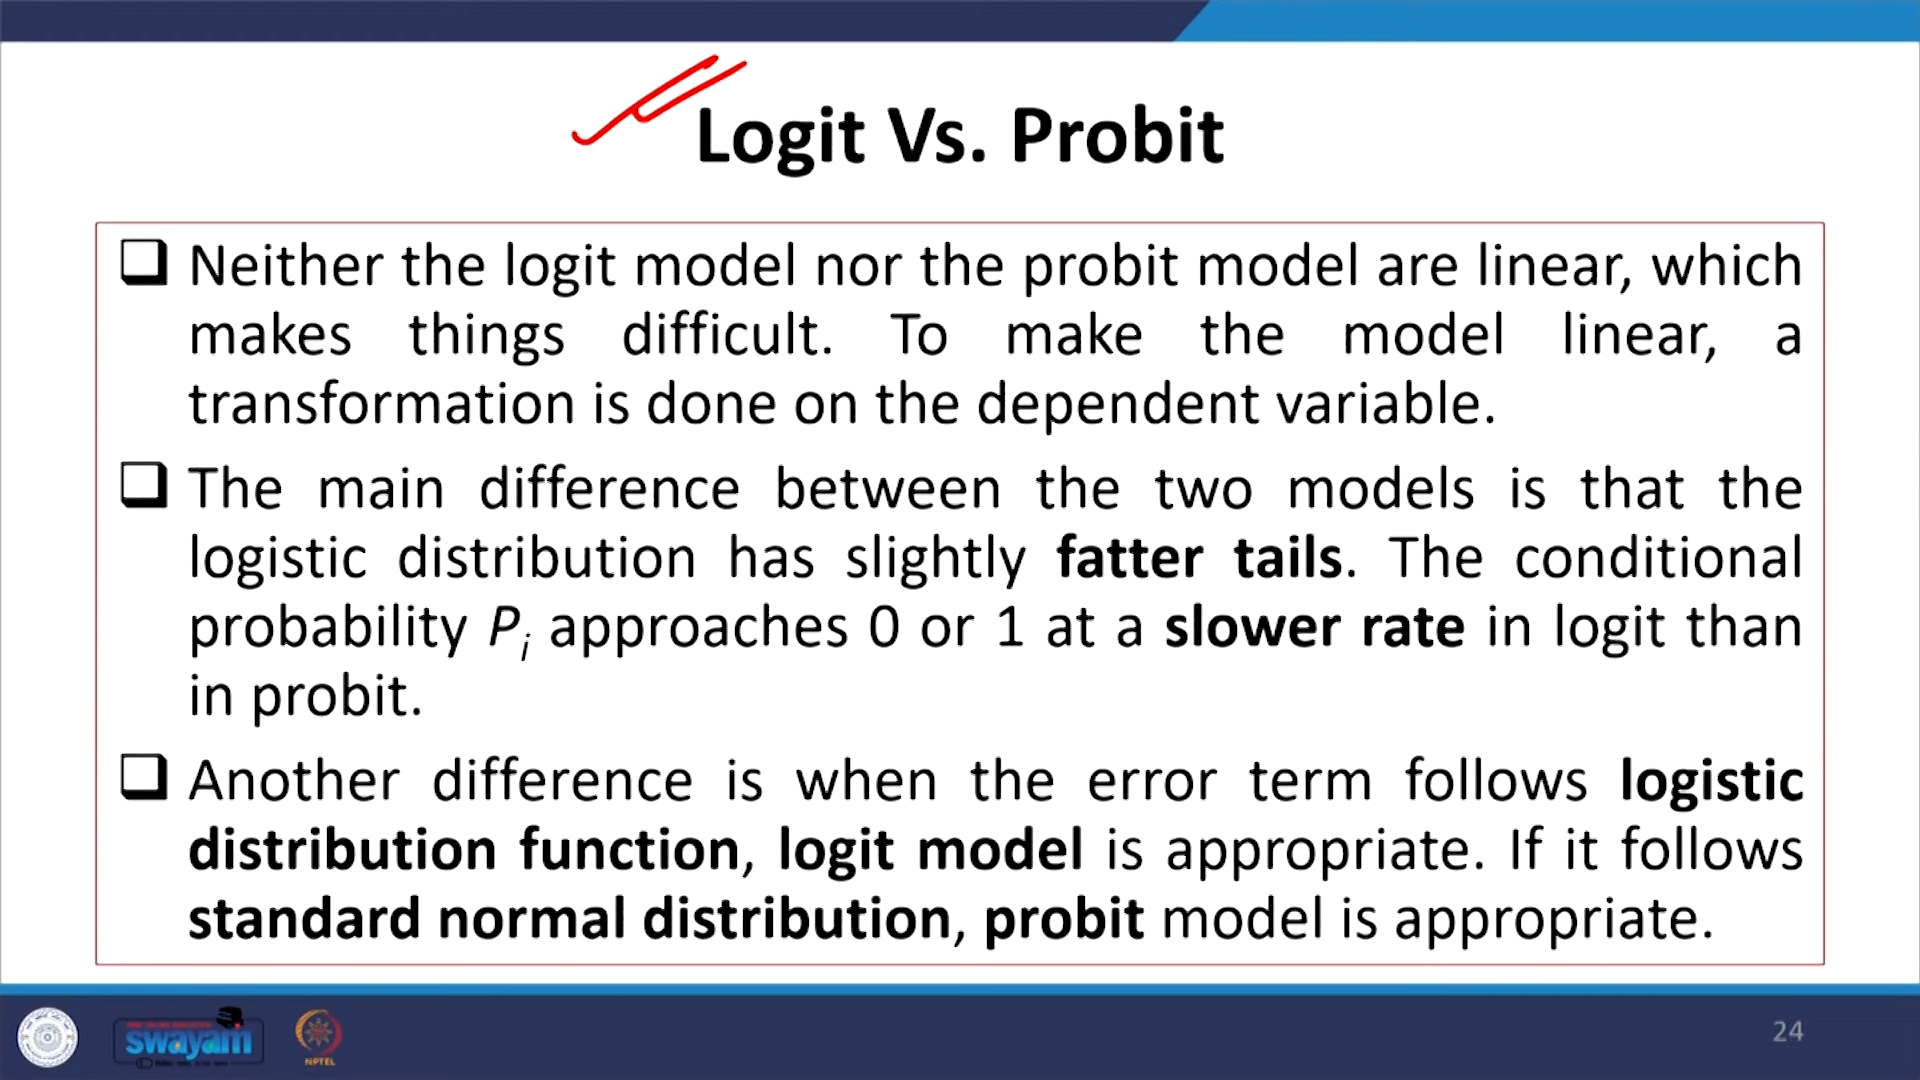 Logit Vs. Probit
Neither the logit model nor the probit model are linear, which
makes things difficult. To make the model linear, a
transformation is done on the dependent variable.
The main difference between the two models is that the
logistic distribution has slightly fatter tails. The conditional
probability Pi approaches 0 or 1 at a slower rate in logit than
in probit.
Another difference is when the error term follows logistic
distribution function, logit model is appropriate. If it follows
standard normal distribution, probit model is appropriate.
swayam
NPTEL
24